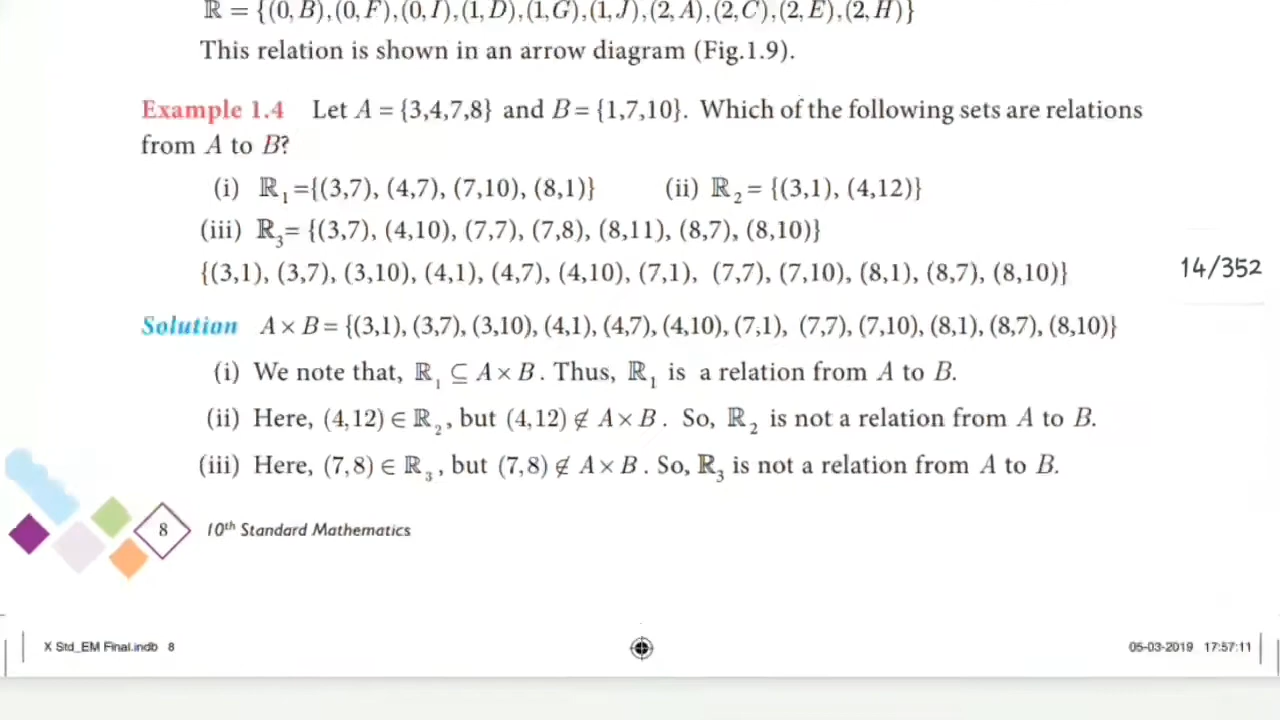 ℝ = {(0, B),(0, F),(0, I),(1, D),(1, G),(1, J),(2, A),(2, C),(2, E),(2, H)}
This relation is shown in an arrow diagram (Fig.1.9).
Example 1.4 Let A = {3,4,7,8} and B = {1,7,10}. Which of the following sets are relations
from A to B?
(i) ℝ₁ ={(3,7), (4,7), (7,10), (8,1)} (ii) ℝ₂ = {(3,1), (4,12)}
(iii) ℝ₃= {(3,7), (4,10), (7,7), (7,8), (8,11), (8,7), (8,10)}
{(3,1), (3,7), (3,10), (4,1), (4,7), (4,10), (7,1), (7,7), (7,10), (8,1), (8,7), (8,10)}
14/352
Solution A × B = {(3,1), (3,7), (3,10), (4,1), (4,7), (4,10), (7,1), (7,7), (7,10), (8,1), (8,7), (8,10)}
(i) We note that, ℝ₁ ⊆ A × B. Thus, ℝ₁ is a relation from A to B.
(ii) Here, (4,12) ∈ ℝ₂, but (4,12) ∉ A × B. So, ℝ₂ is not a relation from A to B.
(iii) Here, (7,8) ∈ ℝ₃, but (7,8) ∉ A × B. So, ℝ₃ is not a relation from A to B.
8 10th Standard Mathematics
X Std_EM Final.indb 8 05-03-2019 17:57:11